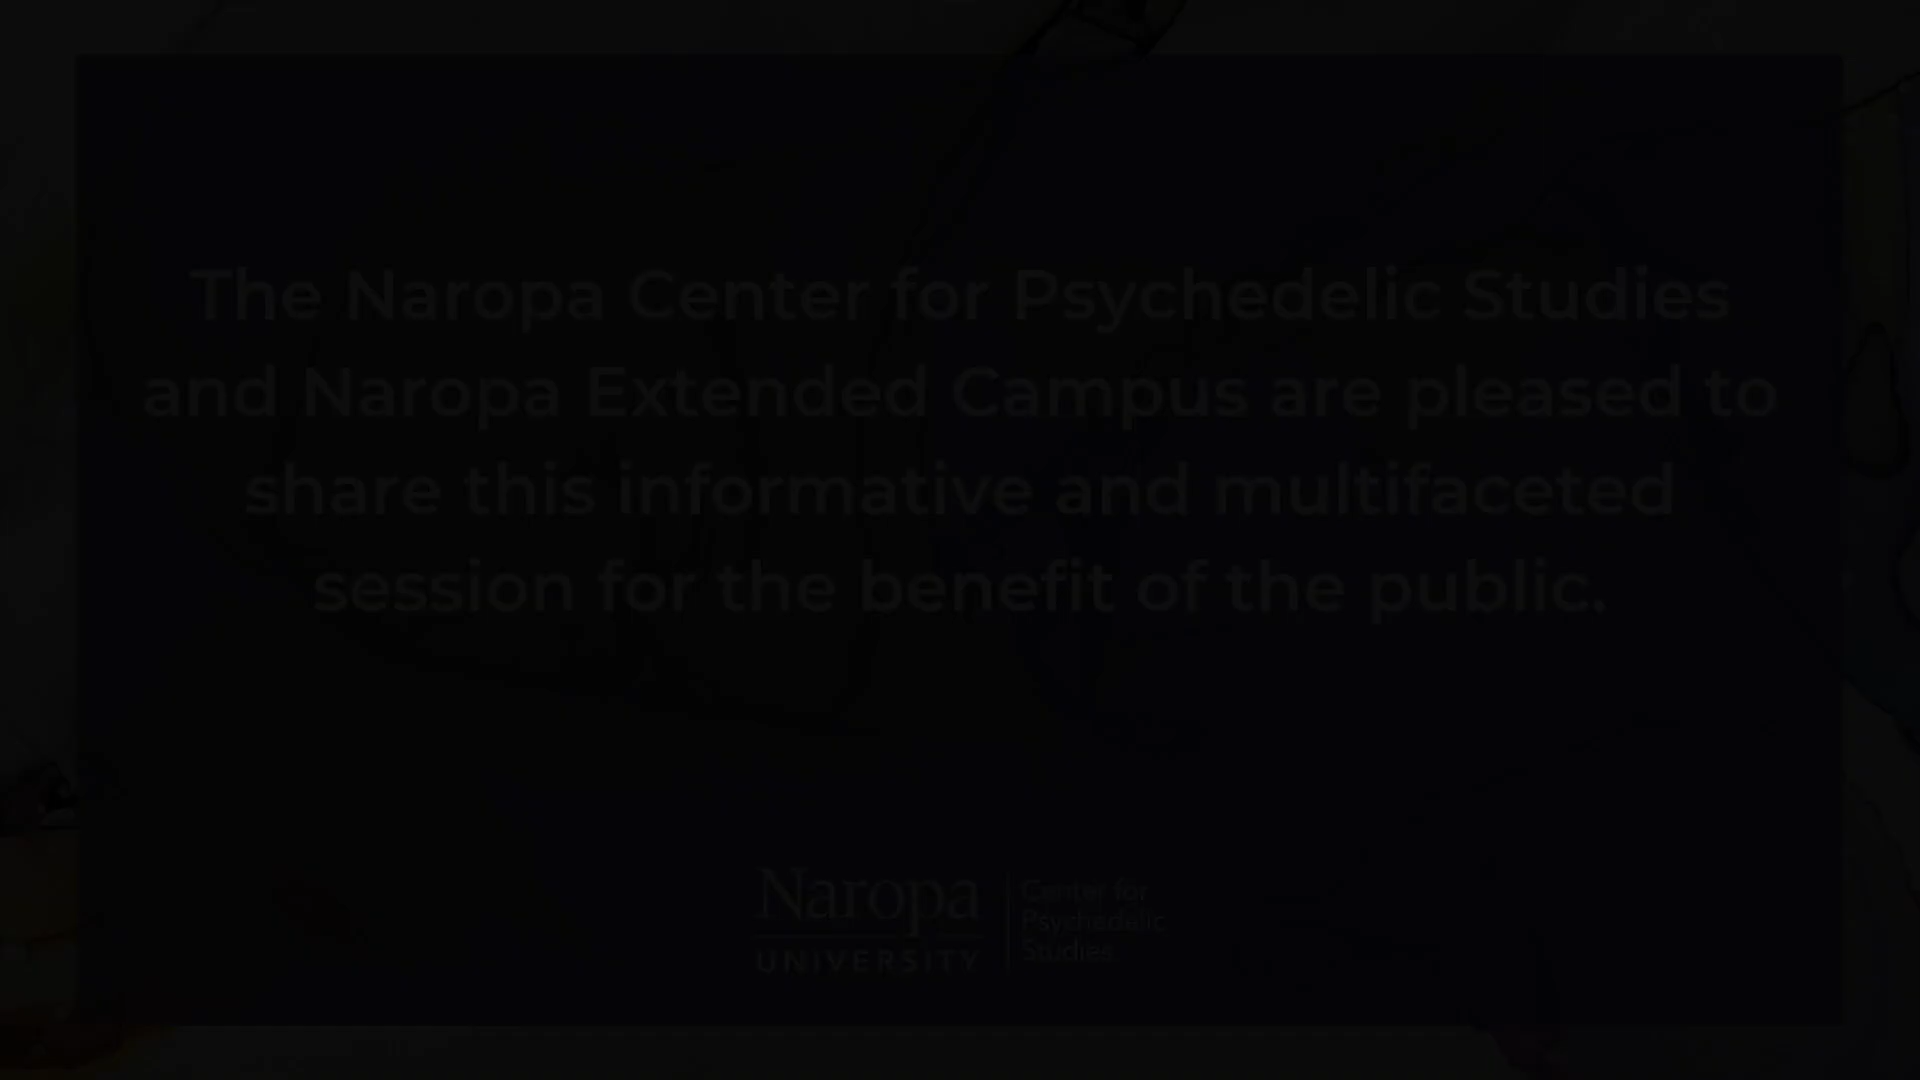 The Naropa Center for Psychedelic Studies
and Naropa Extended Campus are pleased to
share this informative and multifaceted
session for the benefit of the public.
Naropa
UNIVERSITY
Center for
Psychedelic
Studies